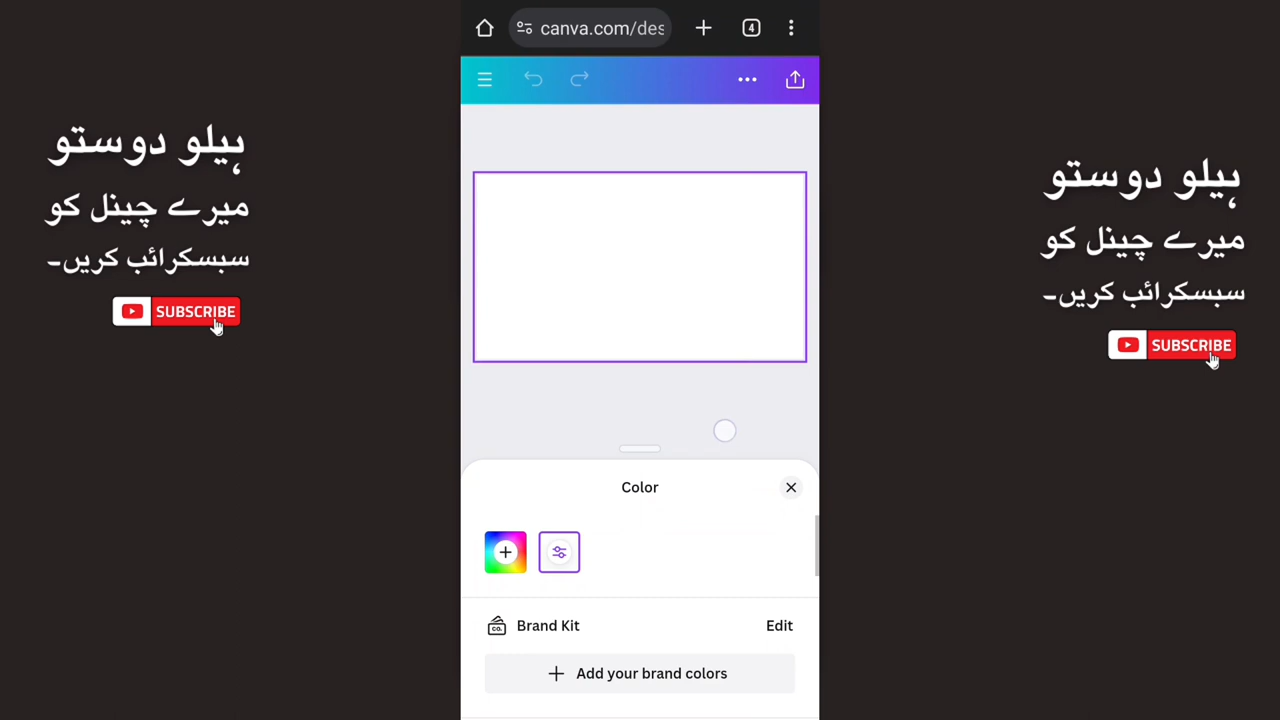 canva.com/des
4
ہیلو دوستو
میرے چینل کو
سبسکرائب کریں۔
SUBSCRIBE
ہیلو دوستو
میرے چینل کو
سبسکرائب کریں۔
SUBSCRIBE
Color
CO.
Brand Kit
Edit
Add your brand colors